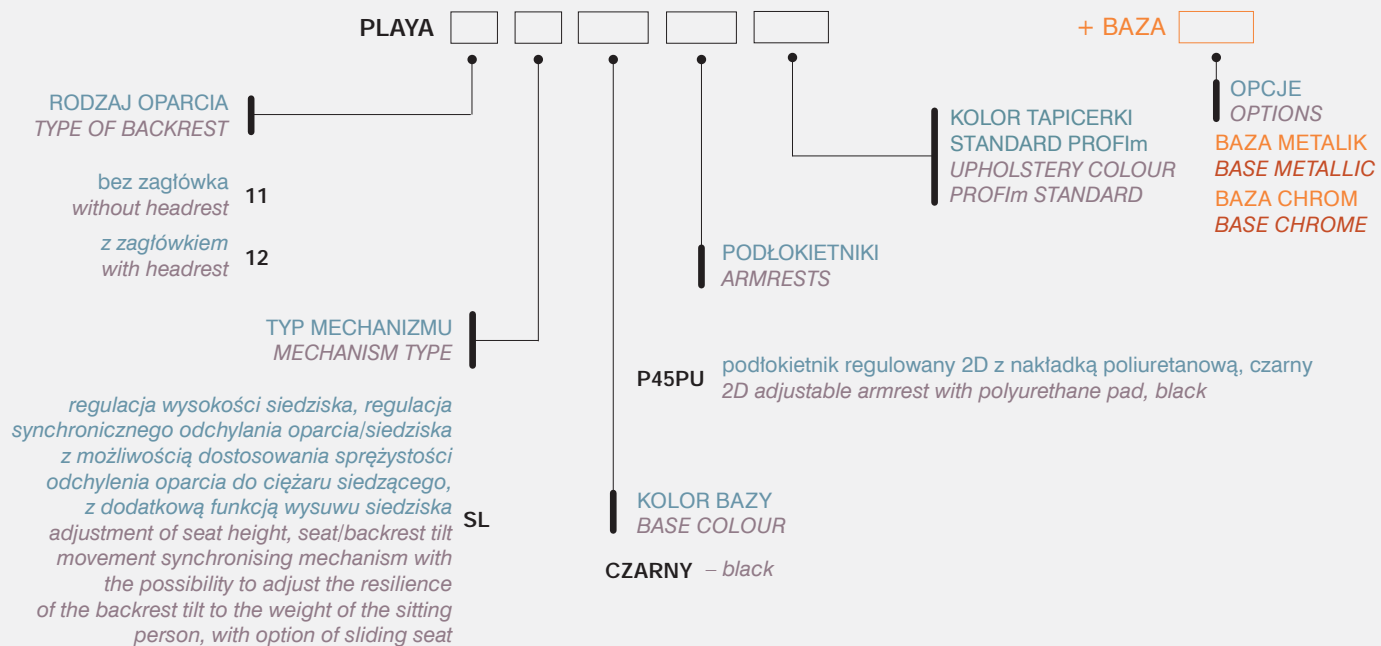 PLAYA
+ BAZA
RODZAJ OPARCIA
TYPE OF BACKREST
bez zagłówka
without headrest
11
z zagłówkiem
with headrest
12
TYP MECHANIZMU
MECHANISM TYPE
regulacja wysokości siedziska, regulacja
synchronicznego odchylania oparcia/siedziska
z możliwością dostosowania sprężystości
odchylenia oparcia do ciężaru siedzącego,
z dodatkową funkcją wysuwu siedziska
adjustment of seat height, seat/backrest tilt
movement synchronising mechanism with
the possibility to adjust the resilience
of the backrest tilt to the weight of the sitting
person, with option of sliding seat
SL
KOLOR BAZY
BASE COLOUR
CZARNY – black
PODŁOKIETNIKI
ARMRESTS
P45PU
podłokietnik regulowany 2D z nakładką poliuretanową, czarny
2D adjustable armrest with polyurethane pad, black
KOLOR TAPICERKI
STANDARD PROFIm
UPHOLSTERY COLOUR
PROFIm STANDARD
OPCJE
OPTIONS
BAZA METALIK
BASE METALLIC
BAZA CHROM
BASE CHROME